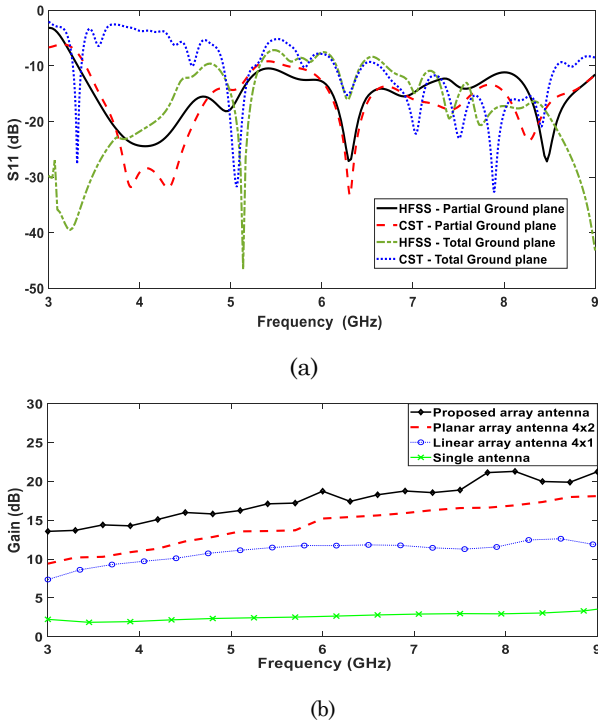 0
-10
-20
-30
-40
-50
S11 (dB)
HFSS - Partial Ground plane
CST - Partial Ground plane
HFSS - Total Ground plane
CST - Total Ground plane
3 4 5 6 7 8 9
Frequency (GHz)
(a)
30
25
20
15
10
5
0
Gain (dB)
Proposed array antenna
Planar array antenna 4x2
Linear array antenna 4x1
Single antenna
3 4 5 6 7 8 9
Frequency (GHz)
(b)